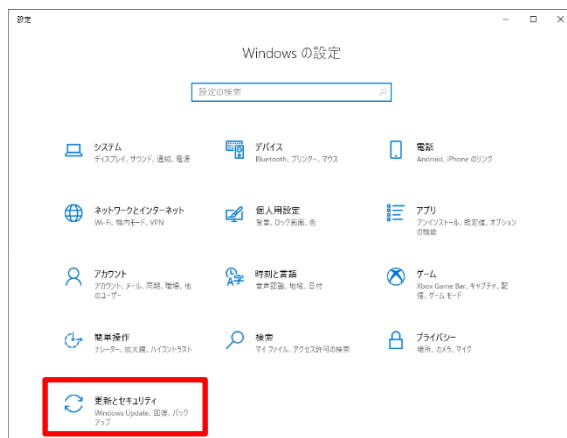 設定
Windows の設定
設定の検索
システム
ディスプレイ、サウンド、通知、電源
デバイス
Bluetooth、プリンター、マウス
電話
Android、iPhone のリンク
ネットワークとインターネット
Wi-Fi、機内モード、VPN
個人用設定
背景、ロック画面、色
アプリ
アンインストール、既定値、オプション
の機能
アカウント
アカウント、メール、同期、職場、他
のユーザー
時刻と言語
音声認識、地域、日付
ゲーム
Xbox Game Bar、キャプチャ、配
信、ゲーム モード
簡単操作
ナレーター、拡大鏡、ハイコントラスト
検索
マイ ファイル、アクセス許可の検索
プライバシー
場所、カメラ、マイク
更新とセキュリティ
Windows Update、回復、バック
アップ